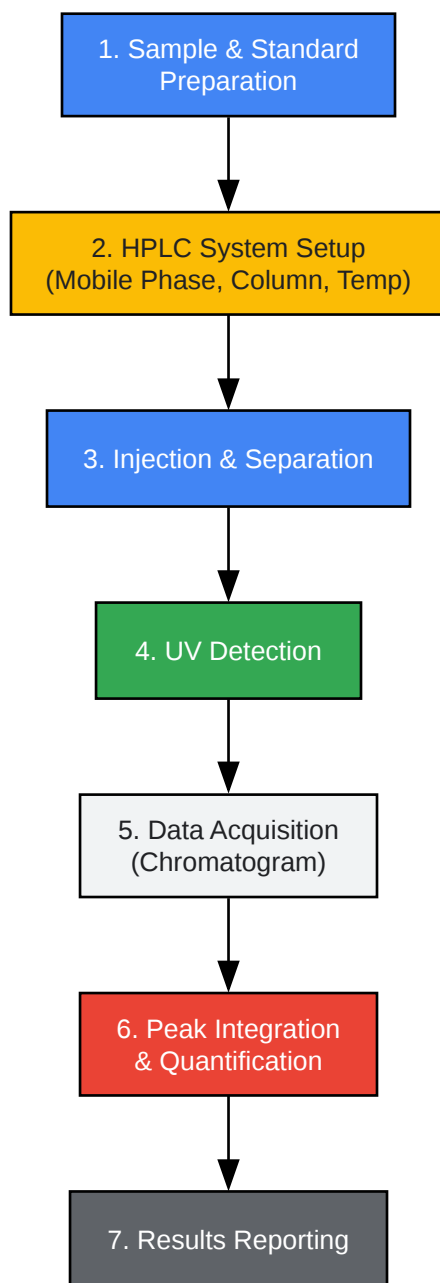 1. Sample & Standard
Preparation
2. HPLC System Setup
(Mobile Phase, Column, Temp)
3. Injection & Separation
4. UV Detection
5. Data Acquisition
(Chromatogram)
6. Peak Integration
& Quantification
7. Results Reporting